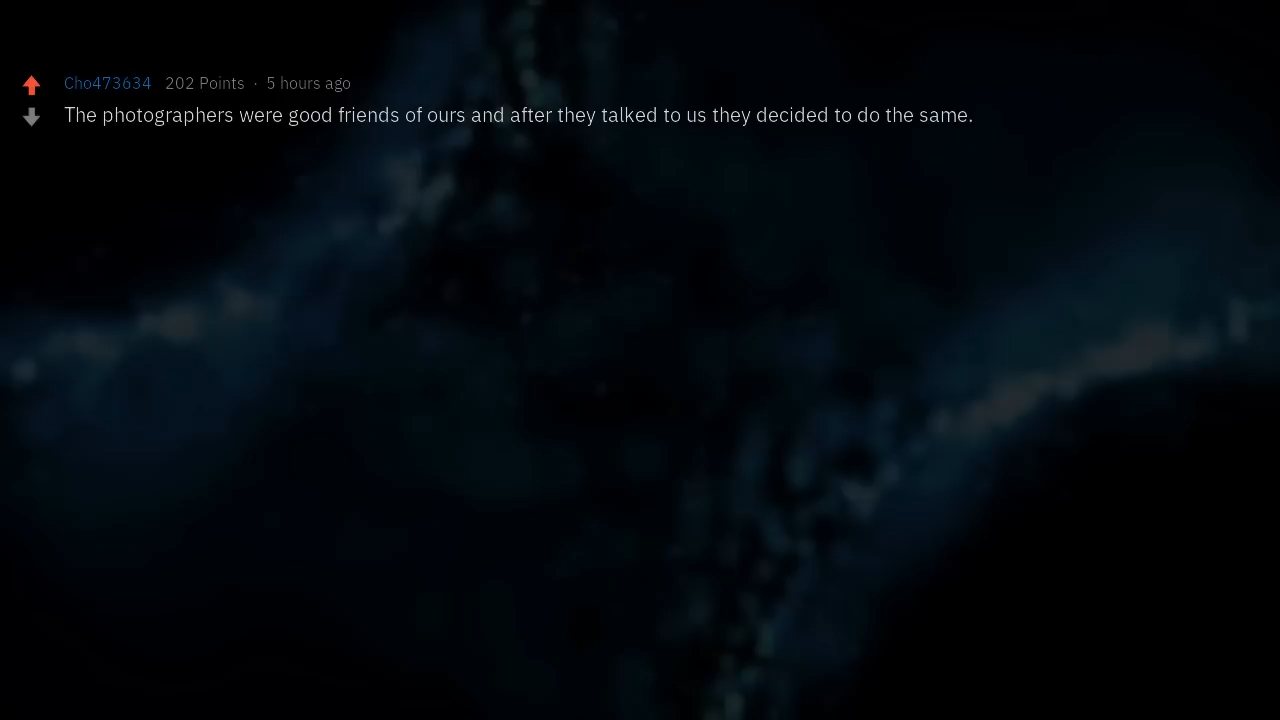 Cho473634 202 Points · 5 hours ago
The photographers were good friends of ours and after they talked to us they decided to do the same.